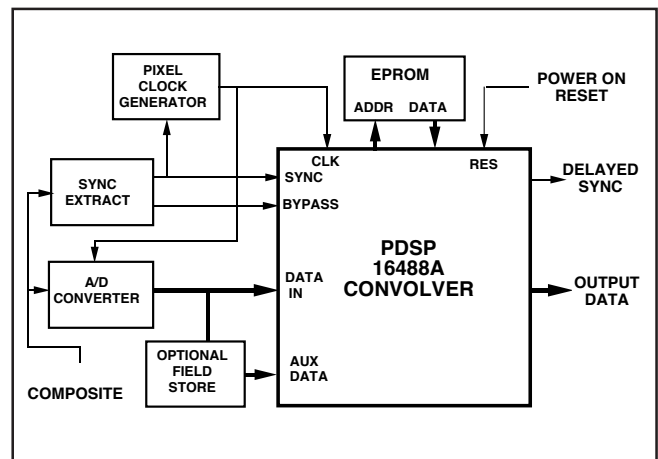 PIXEL
CLOCK
GENERATOR
EPROM
ADDR DATA
POWER ON
RESET
CLK
RES
SYNC
EXTRACT
SYNC
BYPASS
DELAYED
SYNC
PDSP
16488A
CONVOLVER
A/D
CONVERTER
DATA
IN
OUTPUT
DATA
OPTIONAL
FIELD
STORE
AUX
DATA
COMPOSITE